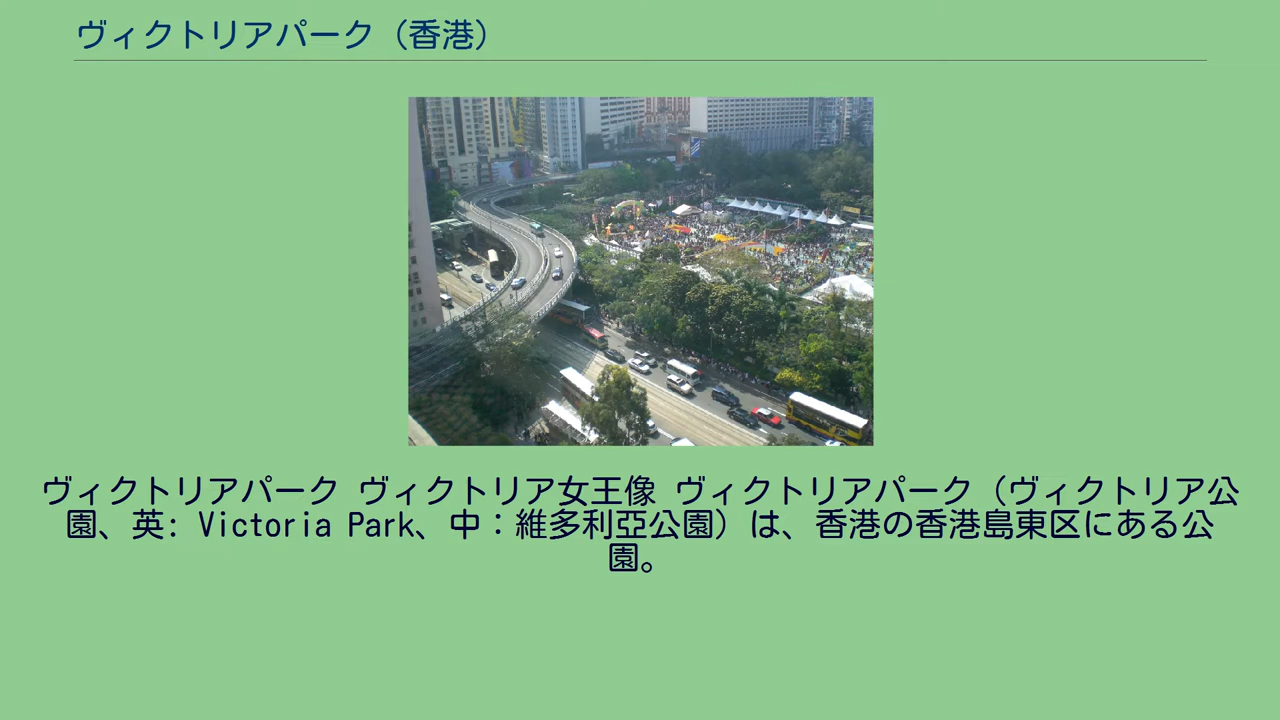 ヴィクトリアパーク（香港）
ヴィクトリアパーク ヴィクトリア女王像 ヴィクトリアパーク（ヴィクトリア公
園、英: Victoria Park、中：維多利亞公園）は、香港の香港島東区にある公
園。